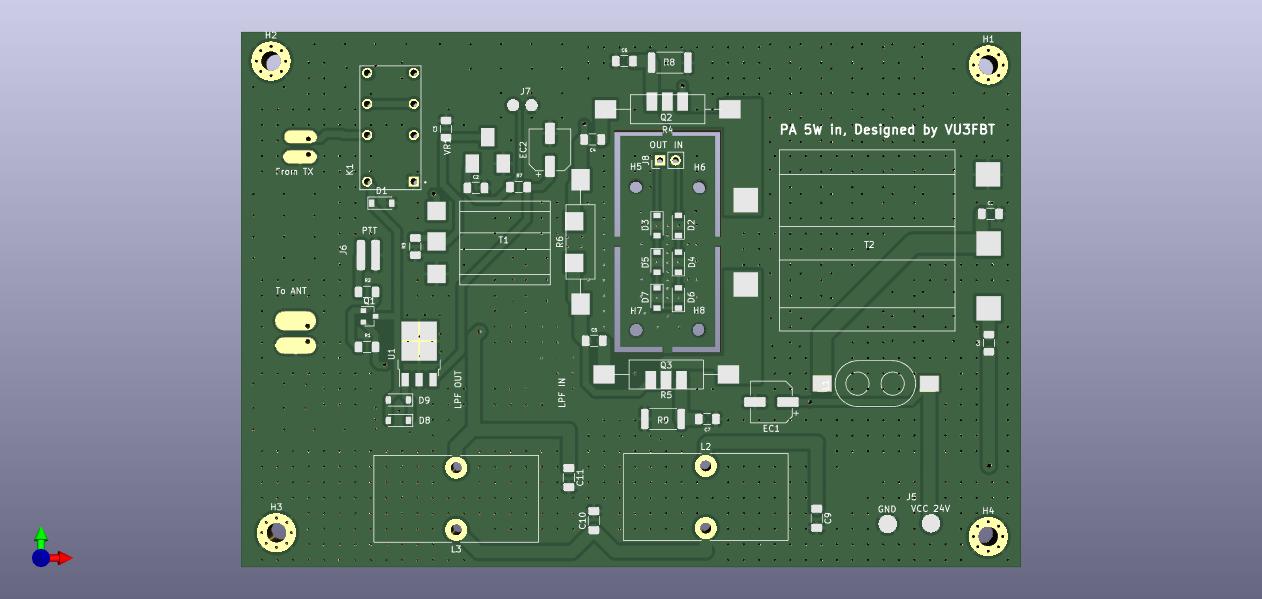 H2
H1
C6
R8
J7
Q2
R4
PA 5W in, Designed by VU3FBT
VR1
EC2
+
OUT IN
J8
H5
H6
From TX
K1
D1
T1
R6
D3
D2
T2
PTT
J6
D5
D4
To ANT
Q1
D7
D6
H7
H8
U1
Q3
R5
LPF OUT
LPF IN
D9
D8
R9
C7
EC1
+
L2
C11
C10
C9
J5
GND
VCC 24V
H3
H4
L3